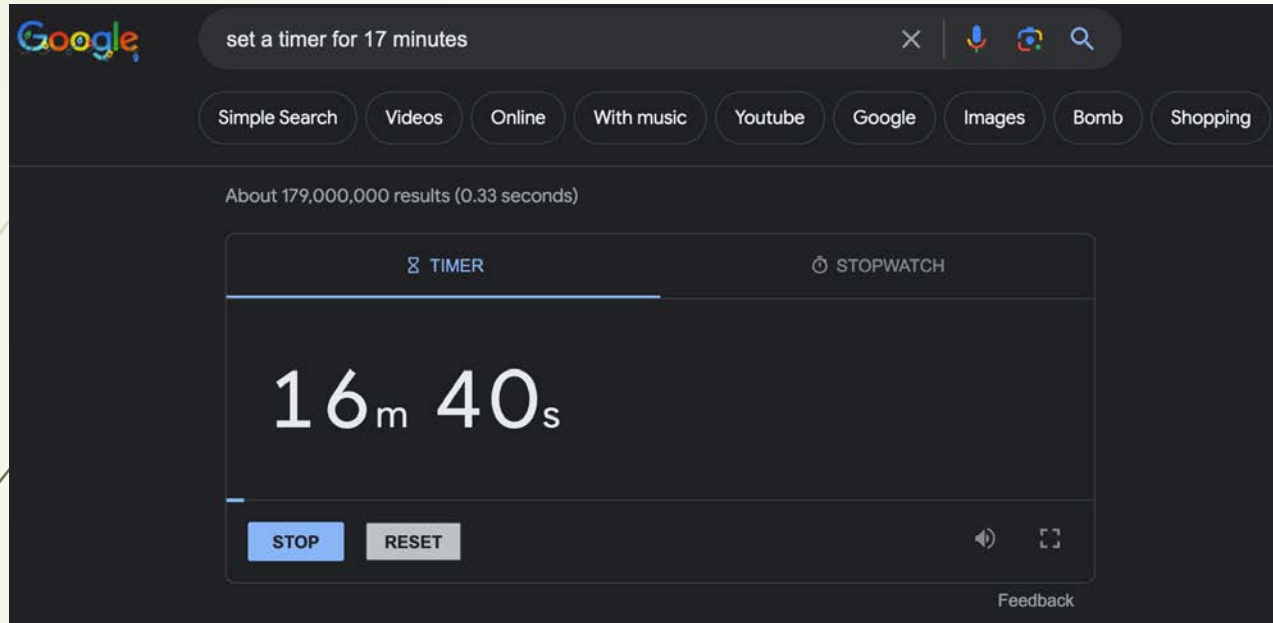 Google set a timer for 17 minutes
Simple Search Videos Online With music Youtube Google Images Bomb Shopping
About 179,000,000 results (0.33 seconds)
TIMER STOPWATCH
16m 40s
STOP RESET
Feedback